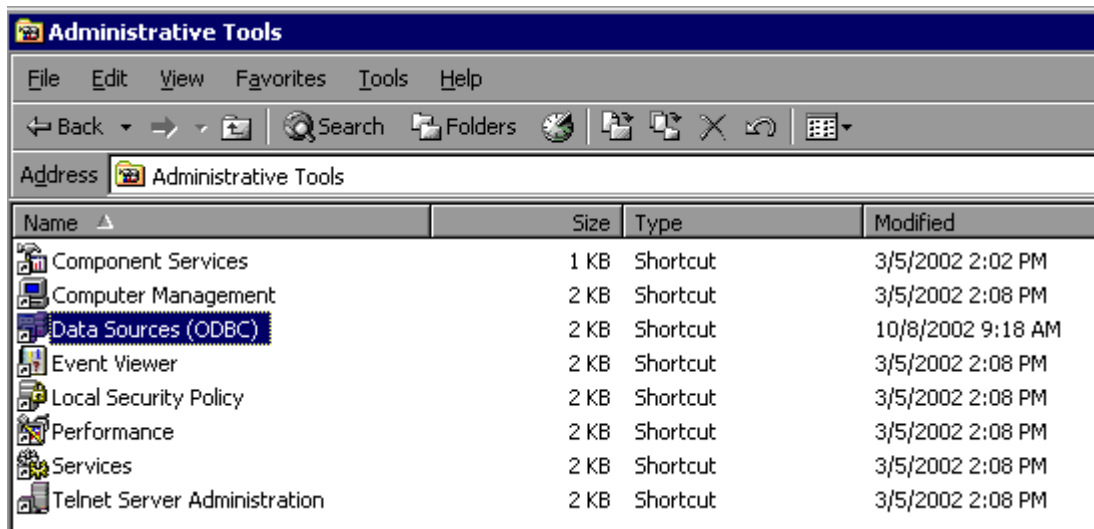 Administrative Tools
File Edit View Favorites Tools Help
Back Search Folders
Address Administrative Tools
Name Size Type Modified
Component Services 1 KB Shortcut 3/5/2002 2:02 PM
Computer Management 2 KB Shortcut 3/5/2002 2:08 PM
Data Sources (ODBC) 2 KB Shortcut 10/8/2002 9:18 AM
Event Viewer 2 KB Shortcut 3/5/2002 2:08 PM
Local Security Policy 2 KB Shortcut 3/5/2002 2:08 PM
Performance 2 KB Shortcut 3/5/2002 2:08 PM
Services 2 KB Shortcut 3/5/2002 2:08 PM
Telnet Server Administration 2 KB Shortcut 3/5/2002 2:08 PM